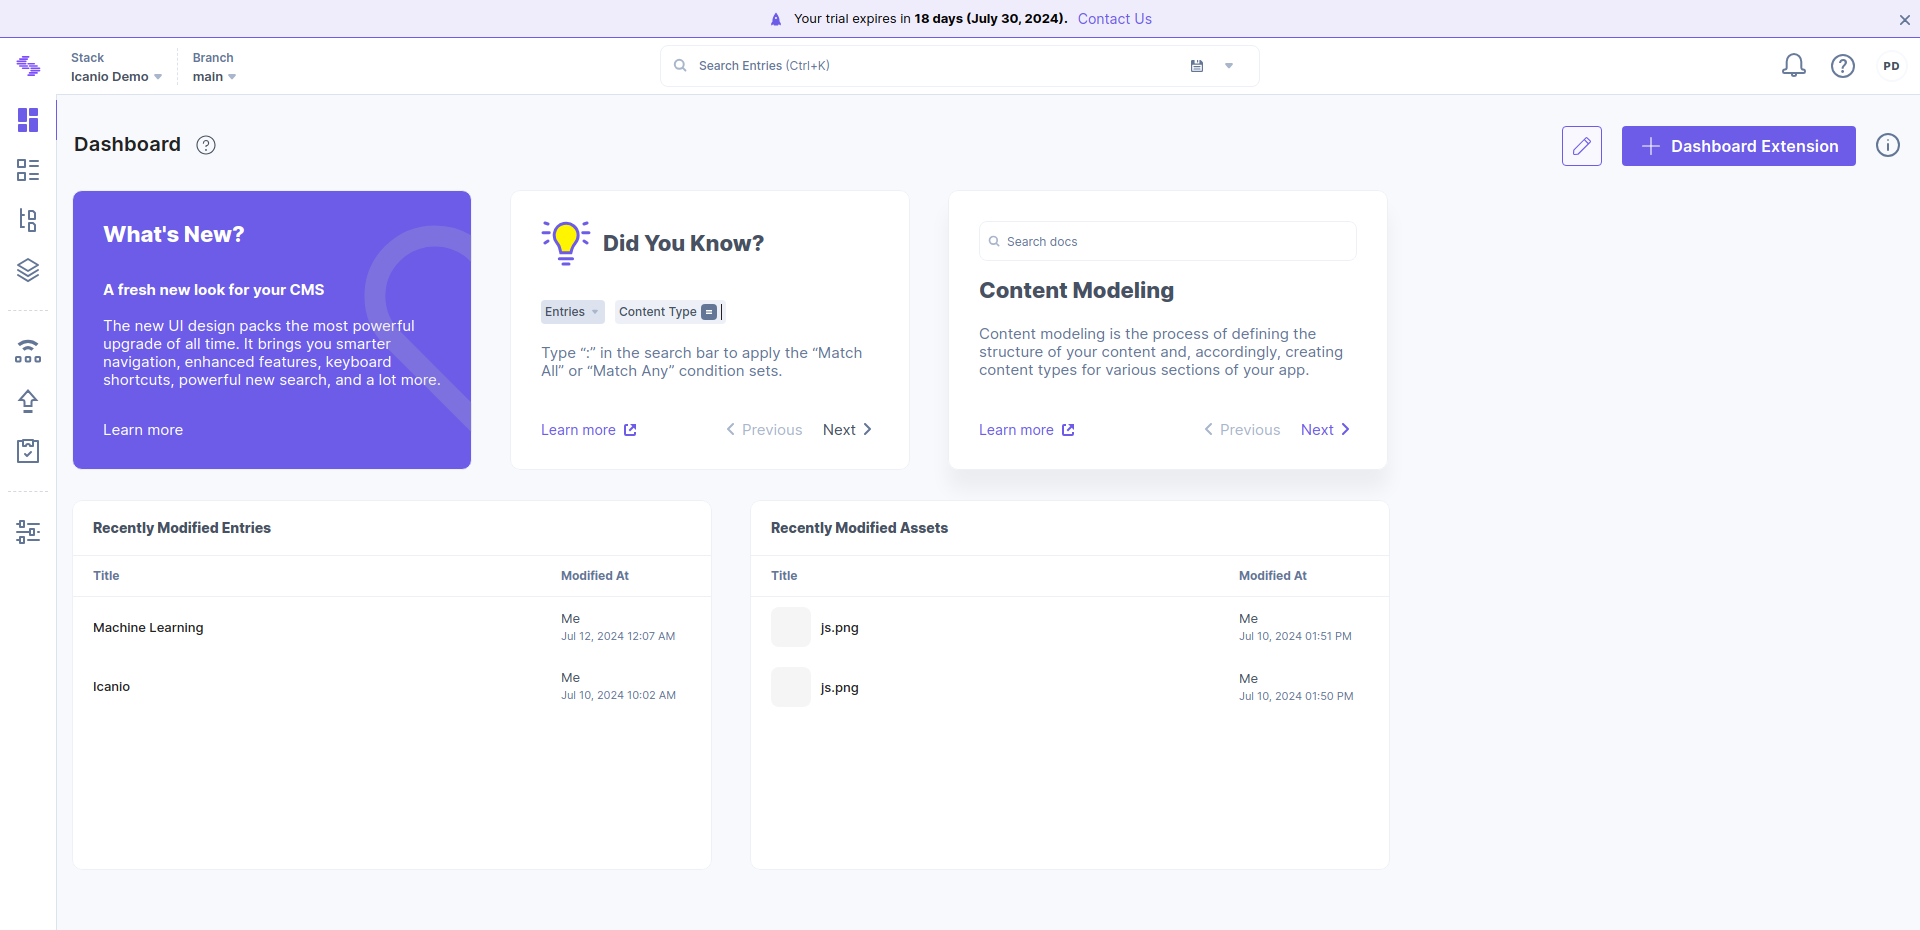 Your trial expires in 18 days (July 30, 2024). Contact Us
Stack
Icanio Demo
Branch
main
Search Entries (Ctrl+K)
PD
Dashboard
Dashboard Extension
What's New?
A fresh new look for your CMS
The new UI design packs the most powerful
upgrade of all time. It brings you smarter
navigation, enhanced features, keyboard
shortcuts, powerful new search, and a lot more.
Learn more
Did You Know?
Entries Content Type =
Type “:” in the search bar to apply the “Match
All” or “Match Any” condition sets.
Learn more Previous Next
Search docs
Content Modeling
Content modeling is the process of defining the
structure of your content and, accordingly, creating
content types for various sections of your app.
Learn more Previous Next
Recently Modified Entries
Title Modified At
Machine Learning
Me
Jul 12, 2024 12:07 AM
Icanio
Me
Jul 10, 2024 10:02 AM
Recently Modified Assets
Title Modified At
js.png
Me
Jul 10, 2024 01:51 PM
js.png
Me
Jul 10, 2024 01:50 PM